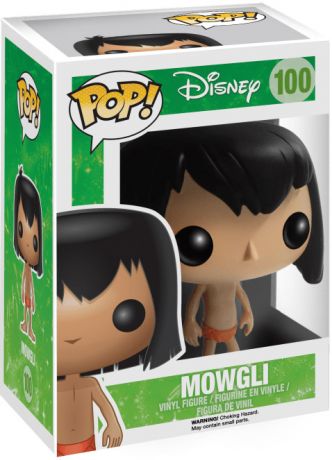 POP!
Disney
100
POP!
MOWGLI
100
MOWGLI
VINYL FIGURE / FIGURINE EN VINYLE /
FIGURA DE VINIL
WARNING! Choking Hazard.
May contain small parts.